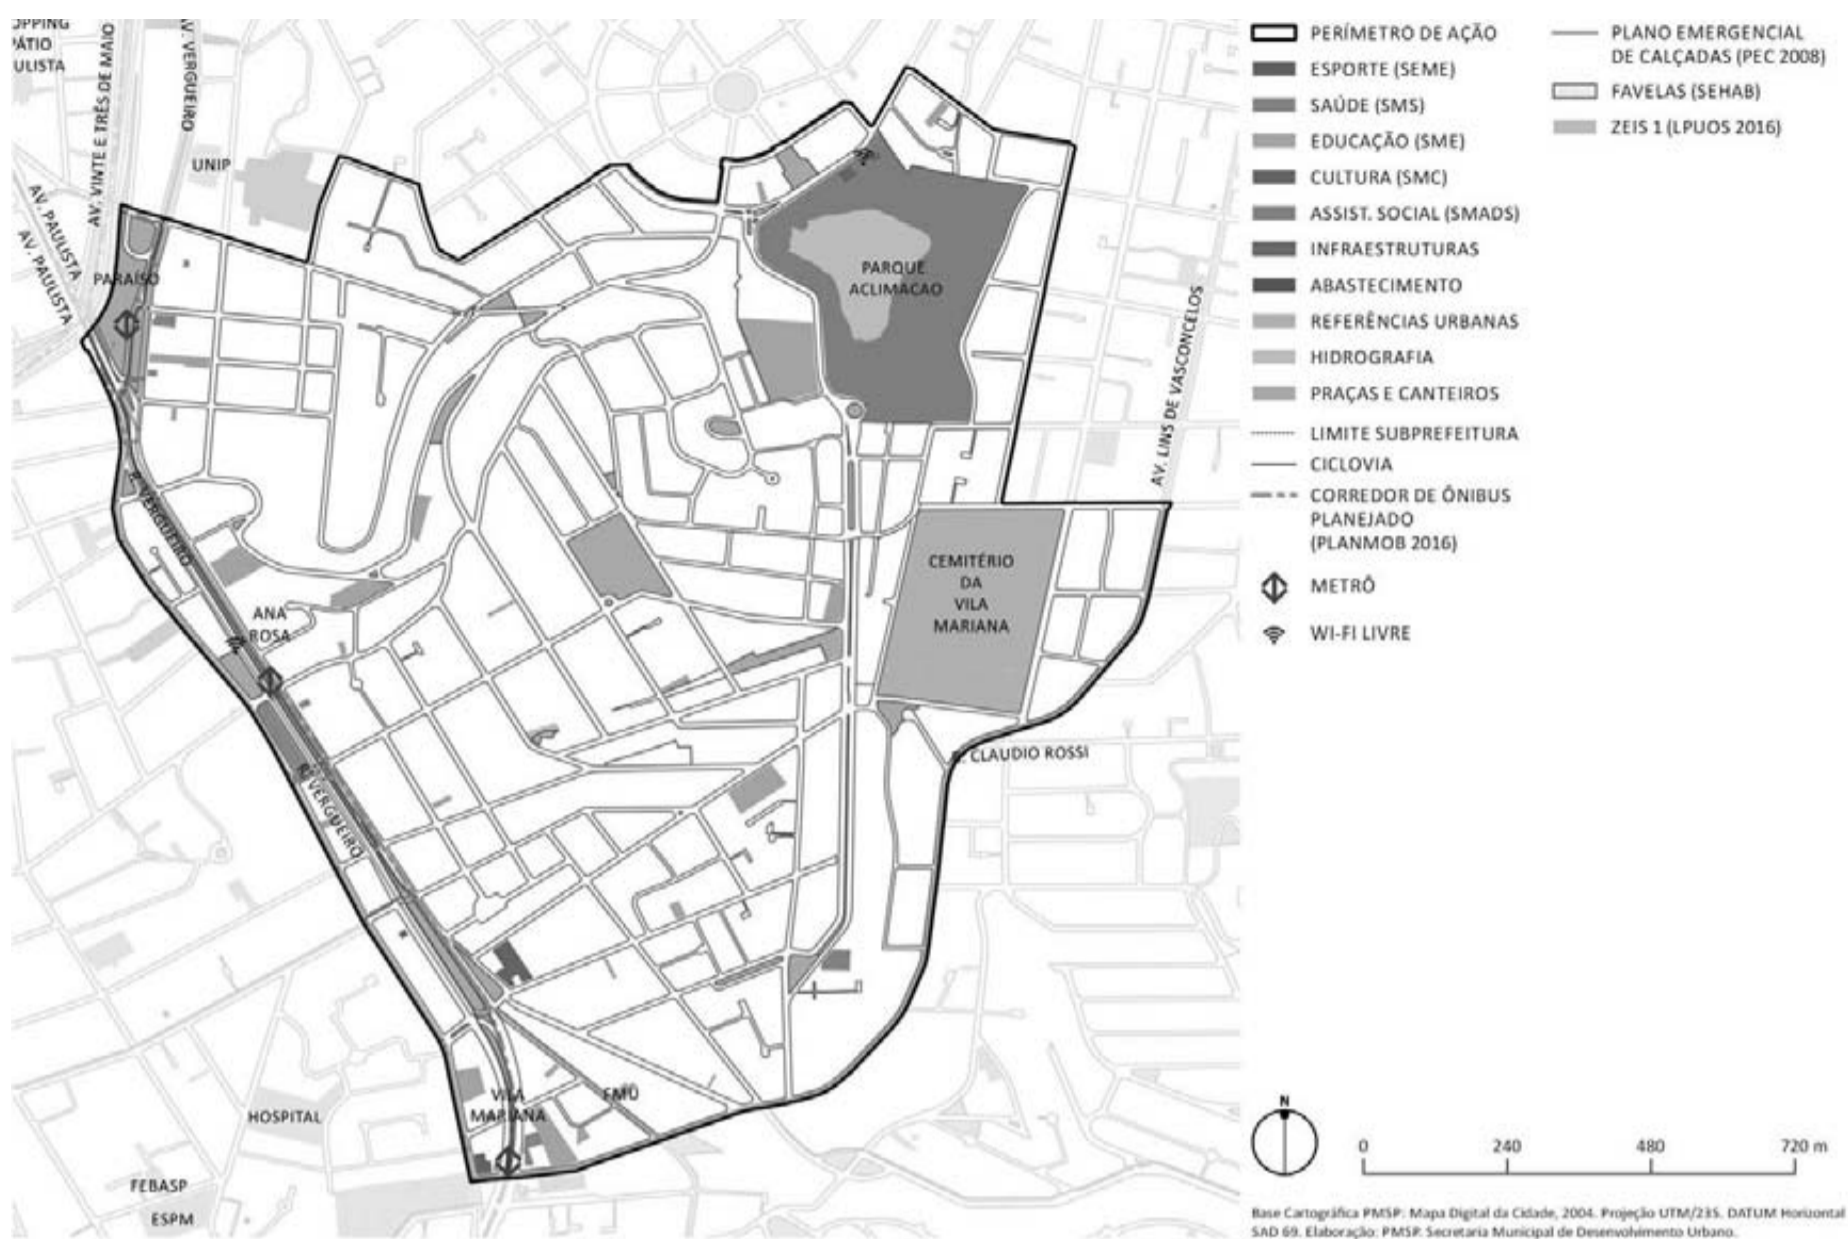 OPPING
PÁTIO
ULISTA
AV. VINTE E TRÊS DE MAIO
AV. VERGUEIRO
UNIP
AV. PAULISTA
AV. PAULISTA
PARAÍSO
PARQUE
ACLIMACAO
AV. LINS DE VASCONCELOS
R. VERGUEIRO
CEMITÉRIO
DA
VILA
MARIANA
ANA
ROSA
R. VERGUEIRO
R. CLAUDIO ROSSI
VILA
MARIANA
FMU
HOSPITAL
FEBASP
ESPM
PERÍMETRO DE AÇÃO
ESPORTE (SEME)
SAÚDE (SMS)
EDUCAÇÃO (SME)
CULTURA (SMC)
ASSIST. SOCIAL (SMADS)
INFRAESTRUTURAS
ABASTECIMENTO
REFERÊNCIAS URBANAS
HIDROGRAFIA
PRAÇAS E CANTEIROS
LIMITE SUBPREFEITURA
CICLOVIA
CORREDOR DE ÔNIBUS
PLANEJADO
(PLANMOB 2016)
METRÔ
WI-FI LIVRE
PLANO EMERGENCIAL
DE CALÇADAS (PEC 2008)
FAVELAS (SEHAB)
ZEIS 1 (LPUOS 2016)
N
0 240 480 720 m
Base Cartográfica PMSP: Mapa Digital da Cidade, 2004. Projeção UTM/23S. DATUM Horizontal
SAD 69. Elaboração: PMSP. Secretaria Municipal de Desenvolvimento Urbano.